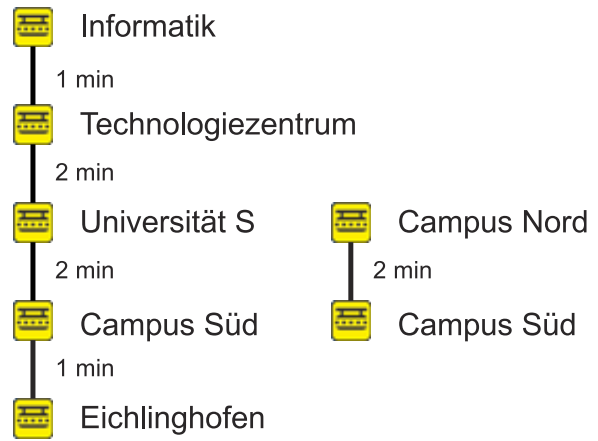 Informatik
1 min
Technologiezentrum
2 min
Universität S
2 min
Campus Süd
1 min
Eichlinghofen
Campus Nord
2 min
Campus Süd